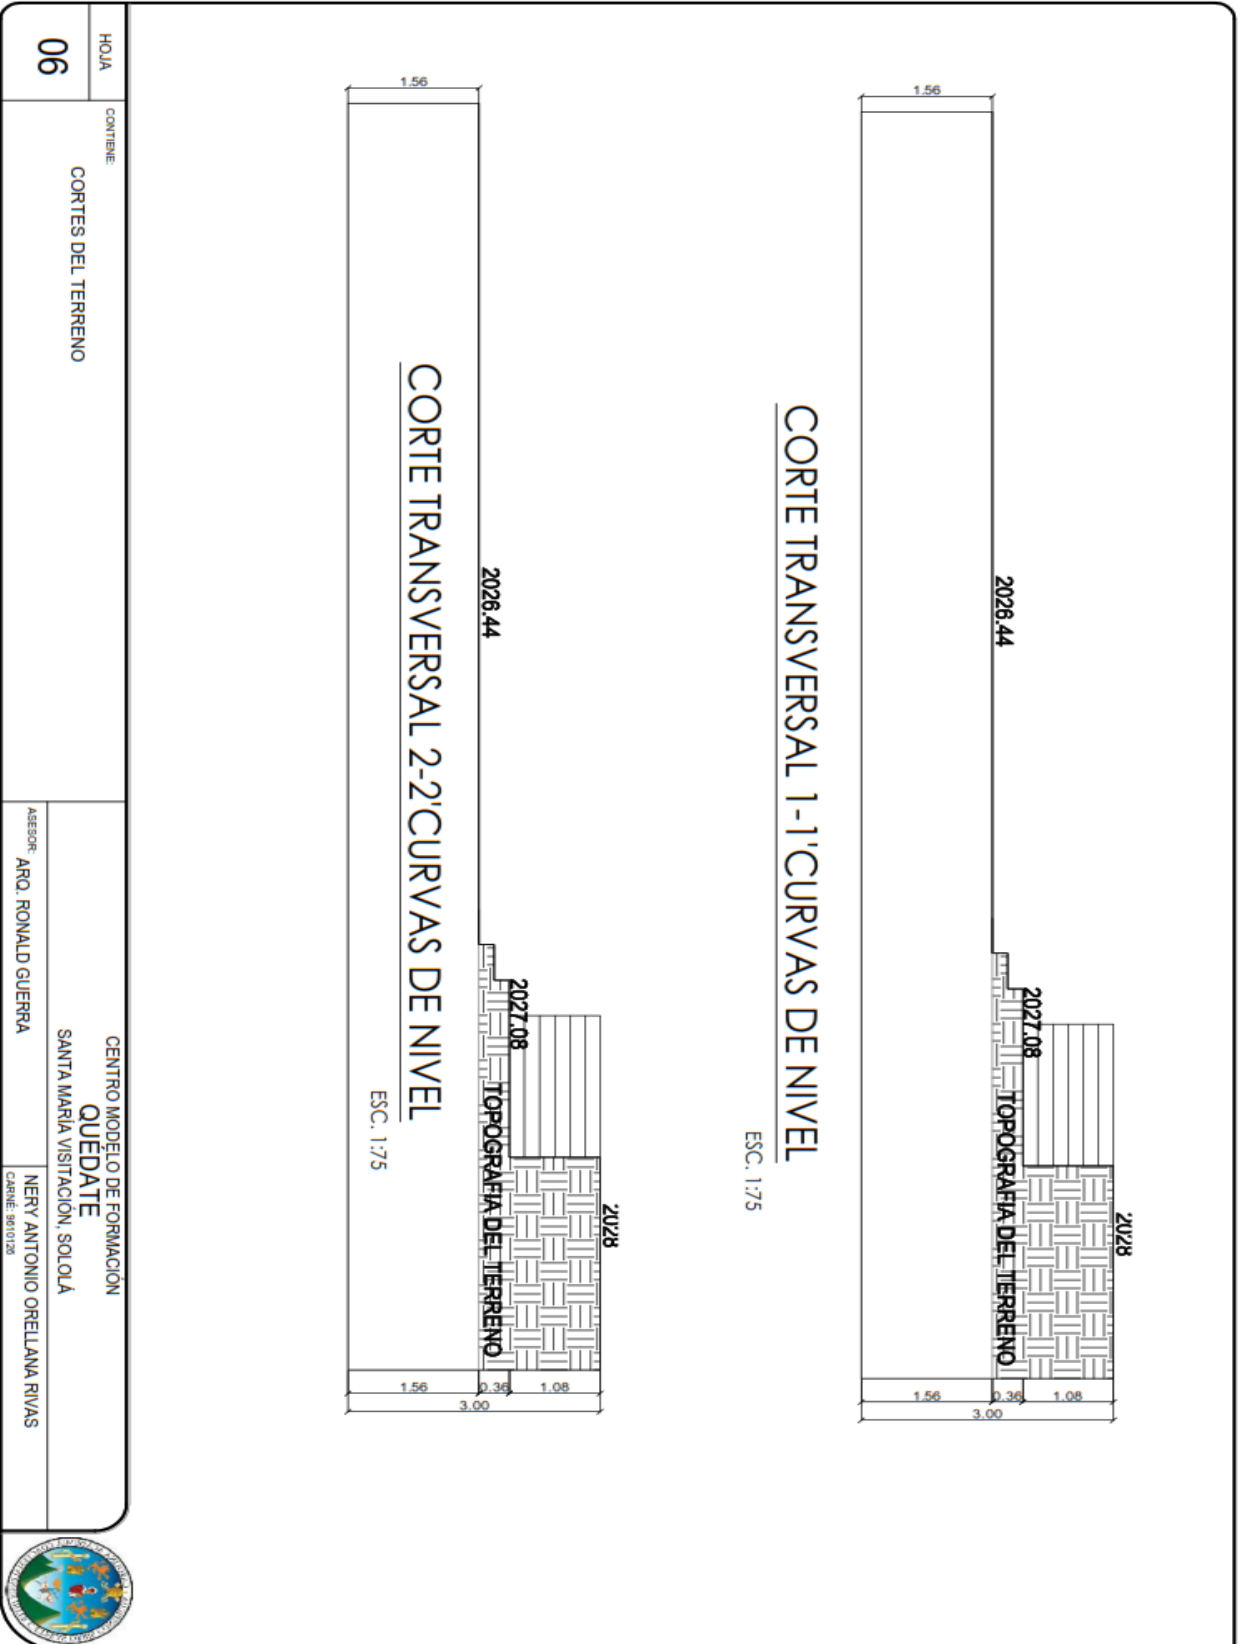 1.56
2026.44
2027.08
TOPOGRAFIA DEL TERRENO
2028
1.56
0.36
1.08
3.00
CORTE TRANSVERSAL 1-1'CURVAS DE NIVEL
ESC. 1:75
1.56
2026.44
2027.08
TOPOGRAFIA DEL TERRENO
2028
1.56
0.36
1.08
3.00
CORTE TRANSVERSAL 2-2'CURVAS DE NIVEL
ESC. 1:75
HOJA
06
CONTIENE:
CORTES DEL TERRENO
CENTRO MODELO DE FORMACIÓN
QUÉDATE
SANTA MARÍA VISITACIÓN, SOLOLÁ
ASESOR: ARQ. RONALD GUERRA
NERY ANTONIO ORELLANA RIVAS
CARNÉ: 9610126